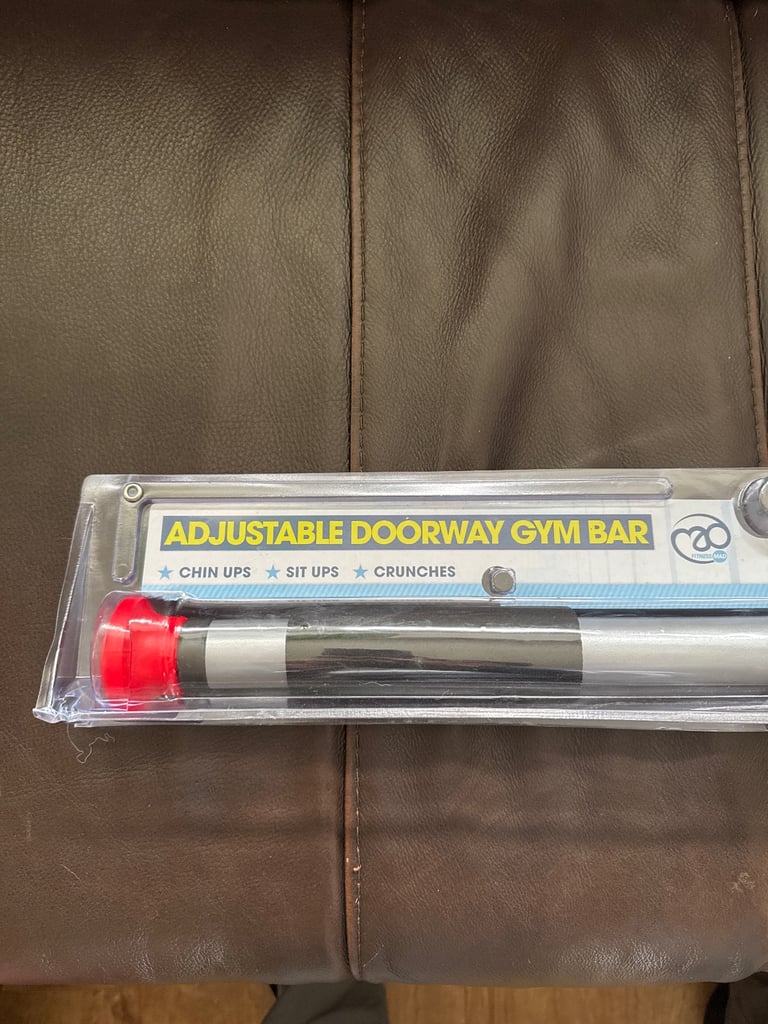 ADJUSTABLE DOORWAY GYM BAR
CHIN UPS SIT UPS CRUNCHES
FITNESS MAD